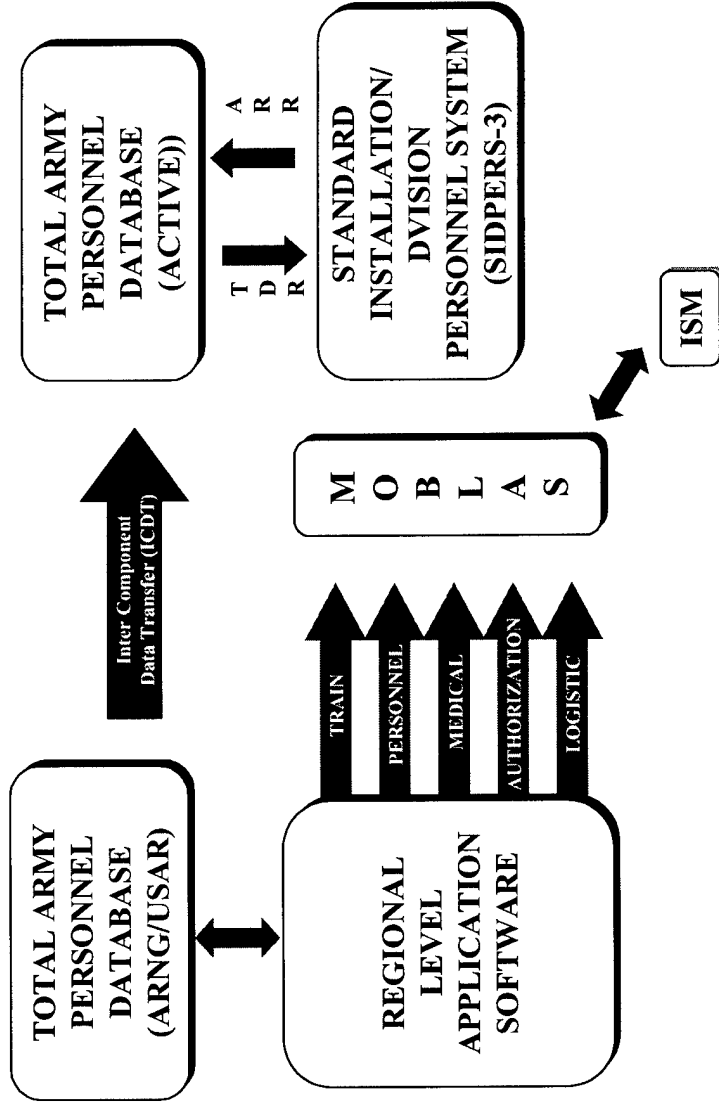 TOTAL ARMY
PERSONNEL
DATABASE
(ARNG/USAR)
Inter Component
Data Transfer (ICDT)
TOTAL ARMY
PERSONNEL
DATABASE
(ACTIVE))
T
D
R
A
R
R
REGIONAL
LEVEL
APPLICATION
SOFTWARE
TRAIN
PERSONNEL
MEDICAL
AUTHORIZATION
LOGISTIC
M
O
B
L
A
S
STANDARD
INSTALLATION/
DVISION
PERSONNEL SYSTEM
(SIDPERS-3)
ISM